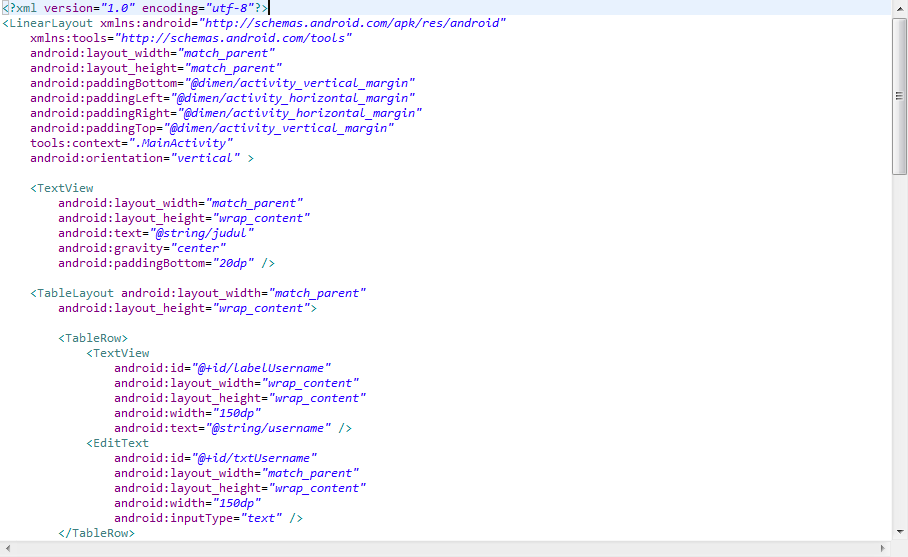 <?xml version="1.0" encoding="utf-8"?>
<LinearLayout xmlns:android="http://schemas.android.com/apk/res/android"
    xmlns:tools="http://schemas.android.com/tools"
    android:layout_width="match_parent"
    android:layout_height="match_parent"
    android:paddingBottom="@dimen/activity_vertical_margin"
    android:paddingLeft="@dimen/activity_horizontal_margin"
    android:paddingRight="@dimen/activity_horizontal_margin"
    android:paddingTop="@dimen/activity_vertical_margin"
    tools:context=".MainActivity"
    android:orientation="vertical" >

    <TextView
        android:layout_width="match_parent"
        android:layout_height="wrap_content"
        android:text="@string/judul"
        android:gravity="center"
        android:paddingBottom="20dp" />

    <TableLayout android:layout_width="match_parent"
        android:layout_height="wrap_content">

        <TableRow>
            <TextView
                android:id="@+id/labelUsername"
                android:layout_width="wrap_content"
                android:layout_height="wrap_content"
                android:width="150dp"
                android:text="@string/username" />
            <EditText
                android:id="@+id/txtUsername"
                android:layout_width="match_parent"
                android:layout_height="wrap_content"
                android:width="150dp"
                android:inputType="text" />
        </TableRow>